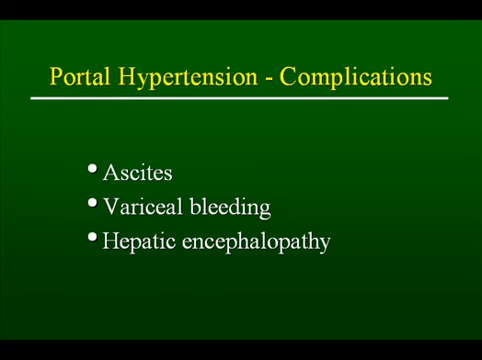 Portal Hypertension - Complications
• Ascites
• Variceal bleeding
• Hepatic encephalopathy